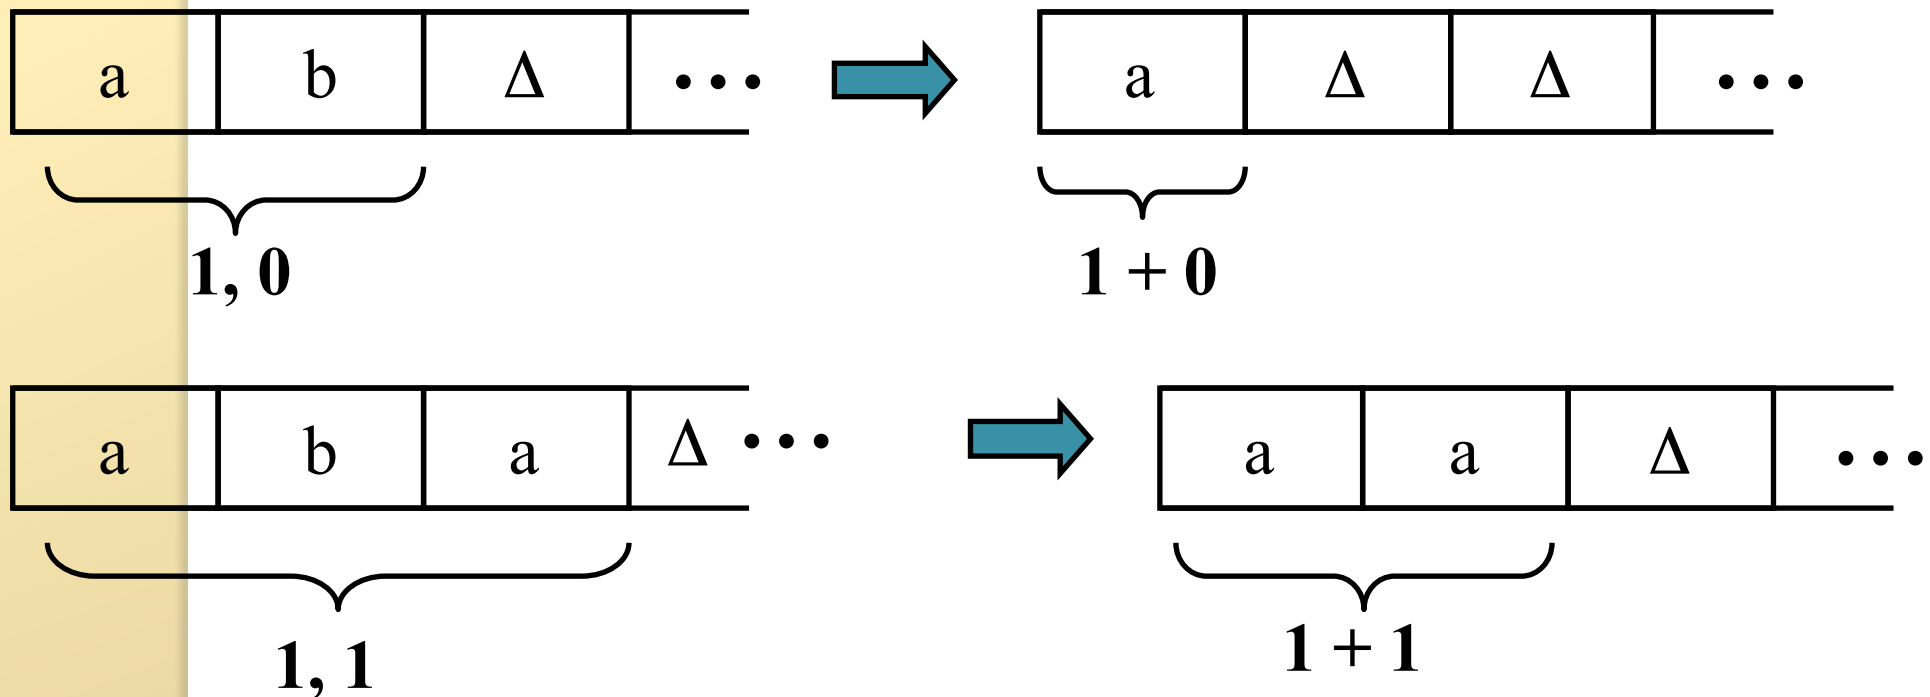 a b Δ ••• a Δ Δ •••
1, 0 1 + 0
a b a Δ ••• a a Δ •••
1, 1 1 + 1